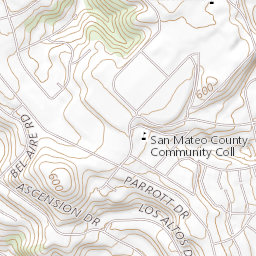 600
San Mateo County
Community Coll
BEL AIRE RD
600
PARROTT DR
ASCENSION DR
LOS ALTOS D